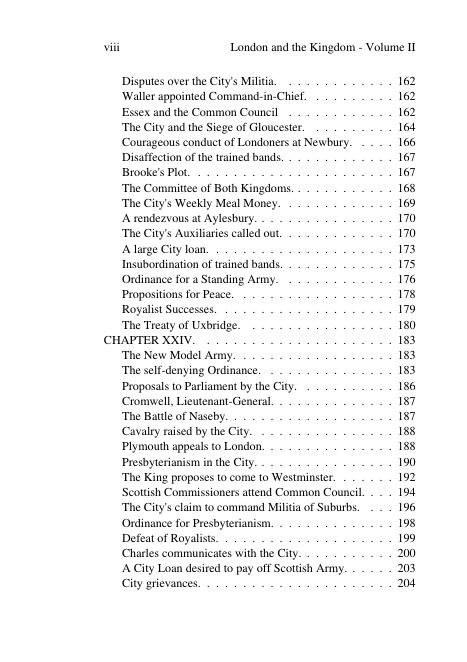 viii London and the Kingdom - Volume II
Disputes over the City's Militia. . . . . . . . . . . . . 162
Waller appointed Command-in-Chief. . . . . . . . . . 162
Essex and the Common Council . . . . . . . . . . . . 162
The City and the Siege of Gloucester. . . . . . . . . . 164
Courageous conduct of Londoners at Newbury. . . . . 166
Disaffection of the trained bands. . . . . . . . . . . . . 167
Brooke's Plot. . . . . . . . . . . . . . . . . . . . . . . 167
The Committee of Both Kingdoms. . . . . . . . . . . . 168
The City's Weekly Meal Money. . . . . . . . . . . . . 169
A rendezvous at Aylesbury. . . . . . . . . . . . . . . . 170
The City's Auxiliaries called out. . . . . . . . . . . . . 170
A large City loan. . . . . . . . . . . . . . . . . . . . . 173
Insubordination of trained bands. . . . . . . . . . . . . 175
Ordinance for a Standing Army. . . . . . . . . . . . . 176
Propositions for Peace. . . . . . . . . . . . . . . . . . 178
Royalist Successes. . . . . . . . . . . . . . . . . . . . 179
The Treaty of Uxbridge. . . . . . . . . . . . . . . . . 180
CHAPTER XXIV. . . . . . . . . . . . . . . . . . . . . . 183
The New Model Army. . . . . . . . . . . . . . . . . . 183
The self-denying Ordinance. . . . . . . . . . . . . . . 183
Proposals to Parliament by the City. . . . . . . . . . . 186
Cromwell, Lieutenant-General. . . . . . . . . . . . . . 187
The Battle of Naseby. . . . . . . . . . . . . . . . . . . 187
Cavalry raised by the City. . . . . . . . . . . . . . . . 188
Plymouth appeals to London. . . . . . . . . . . . . . . 188
Presbyterianism in the City. . . . . . . . . . . . . . . . 190
The King proposes to come to Westminster. . . . . . . 192
Scottish Commissioners attend Common Council. . . . 194
The City's claim to command Militia of Suburbs. . . . 196
Ordinance for Presbyterianism. . . . . . . . . . . . . . 198
Defeat of Royalists. . . . . . . . . . . . . . . . . . . . 199
Charles communicates with the City. . . . . . . . . . . 200
A City Loan desired to pay off Scottish Army. . . . . . 203
City grievances. . . . . . . . . . . . . . . . . . . . . . 204